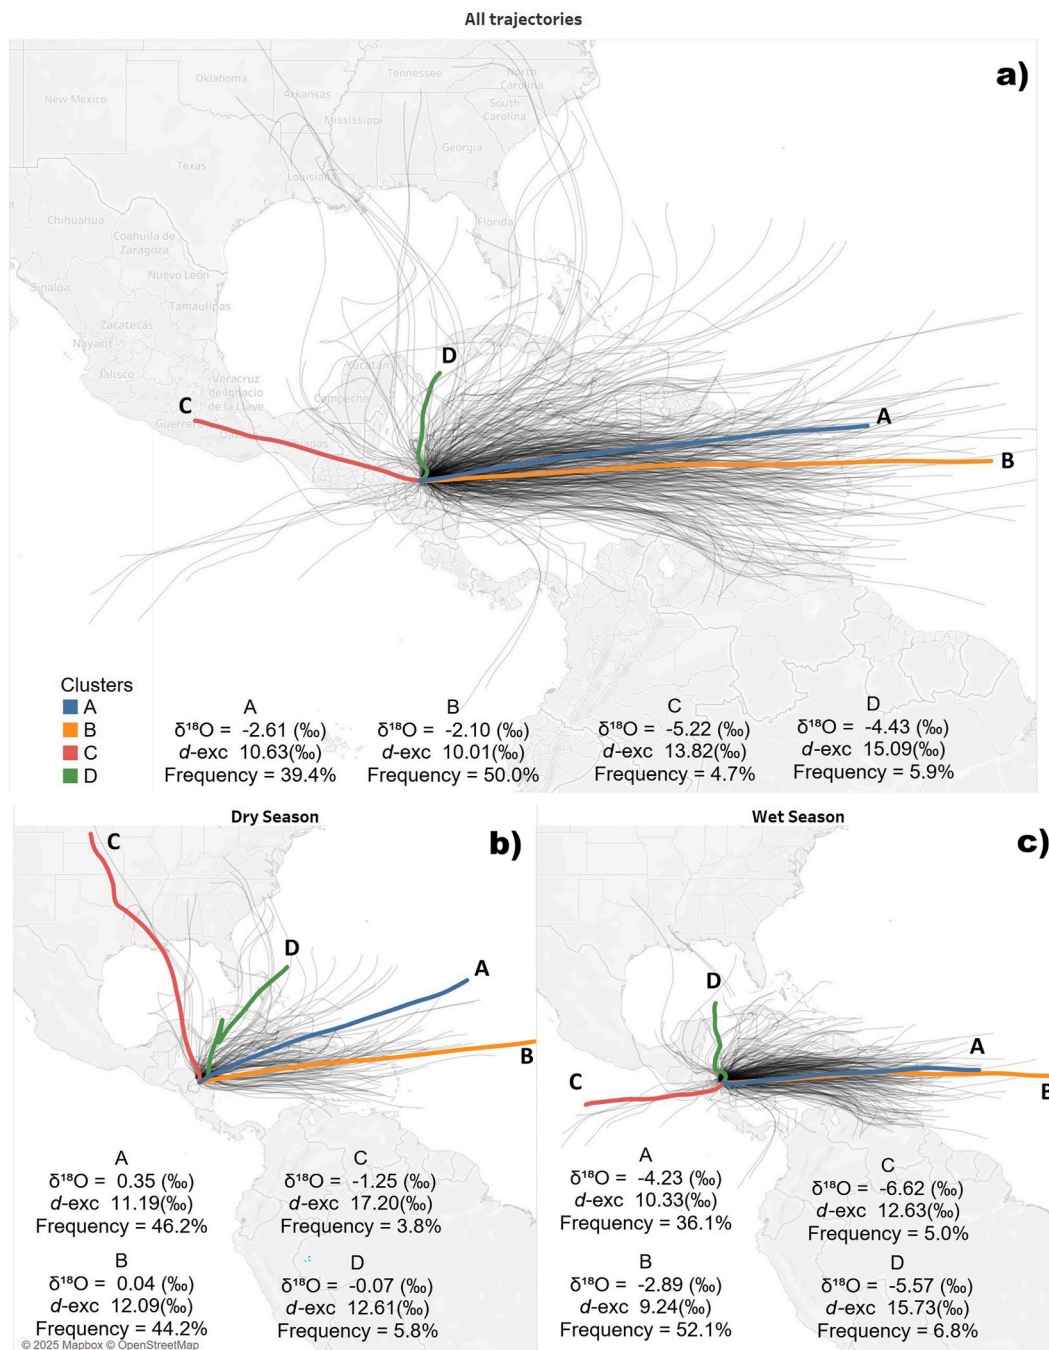 All trajectories
a)
Oklahoma
Tennessee
North
Carolina
New Mexico
Arkansas
South
Carolina
Mississippi
Georgia
Texas
Louisiana
Chihuahua
Florida
Coahuila de
Zaragoza
Nuevo León
Sinaloa
Tamaulipas
Zacatecas
Nayarit
D
Yucatán
Jalisco
Veracruz
de Ignacio
de la Llave
Campeche
C
A
Guerrero
Chiapas
B
Clusters
A
B
C
D
A
δ¹⁸O = -2.61 (‰)
d-exc 10.63(‰)
Frequency = 39.4%
B
δ¹⁸O = -2.10 (‰)
d-exc 10.01(‰)
Frequency = 50.0%
C
δ¹⁸O = -5.22 (‰)
d-exc 13.82(‰)
Frequency = 4.7%
D
δ¹⁸O = -4.43 (‰)
d-exc 15.09(‰)
Frequency = 5.9%
Dry Season
b)
C
D
A
B
A
δ¹⁸O = 0.35 (‰)
d-exc 11.19(‰)
Frequency = 46.2%
C
δ¹⁸O = -1.25 (‰)
d-exc 17.20(‰)
Frequency = 3.8%
B
δ¹⁸O = 0.04 (‰)
d-exc 12.09(‰)
Frequency = 44.2%
D
δ¹⁸O = -0.07 (‰)
d-exc 12.61(‰)
Frequency = 5.8%
© 2025 Mapbox © OpenStreetMap
Wet Season
c)
D
A
C
B
A
δ¹⁸O = -4.23 (‰)
d-exc 10.33(‰)
Frequency = 36.1%
C
δ¹⁸O = -6.62 (‰)
d-exc 12.63(‰)
Frequency = 5.0%
B
δ¹⁸O = -2.89 (‰)
d-exc 9.24(‰)
Frequency = 52.1%
D
δ¹⁸O = -5.57 (‰)
d-exc 15.73(‰)
Frequency = 6.8%